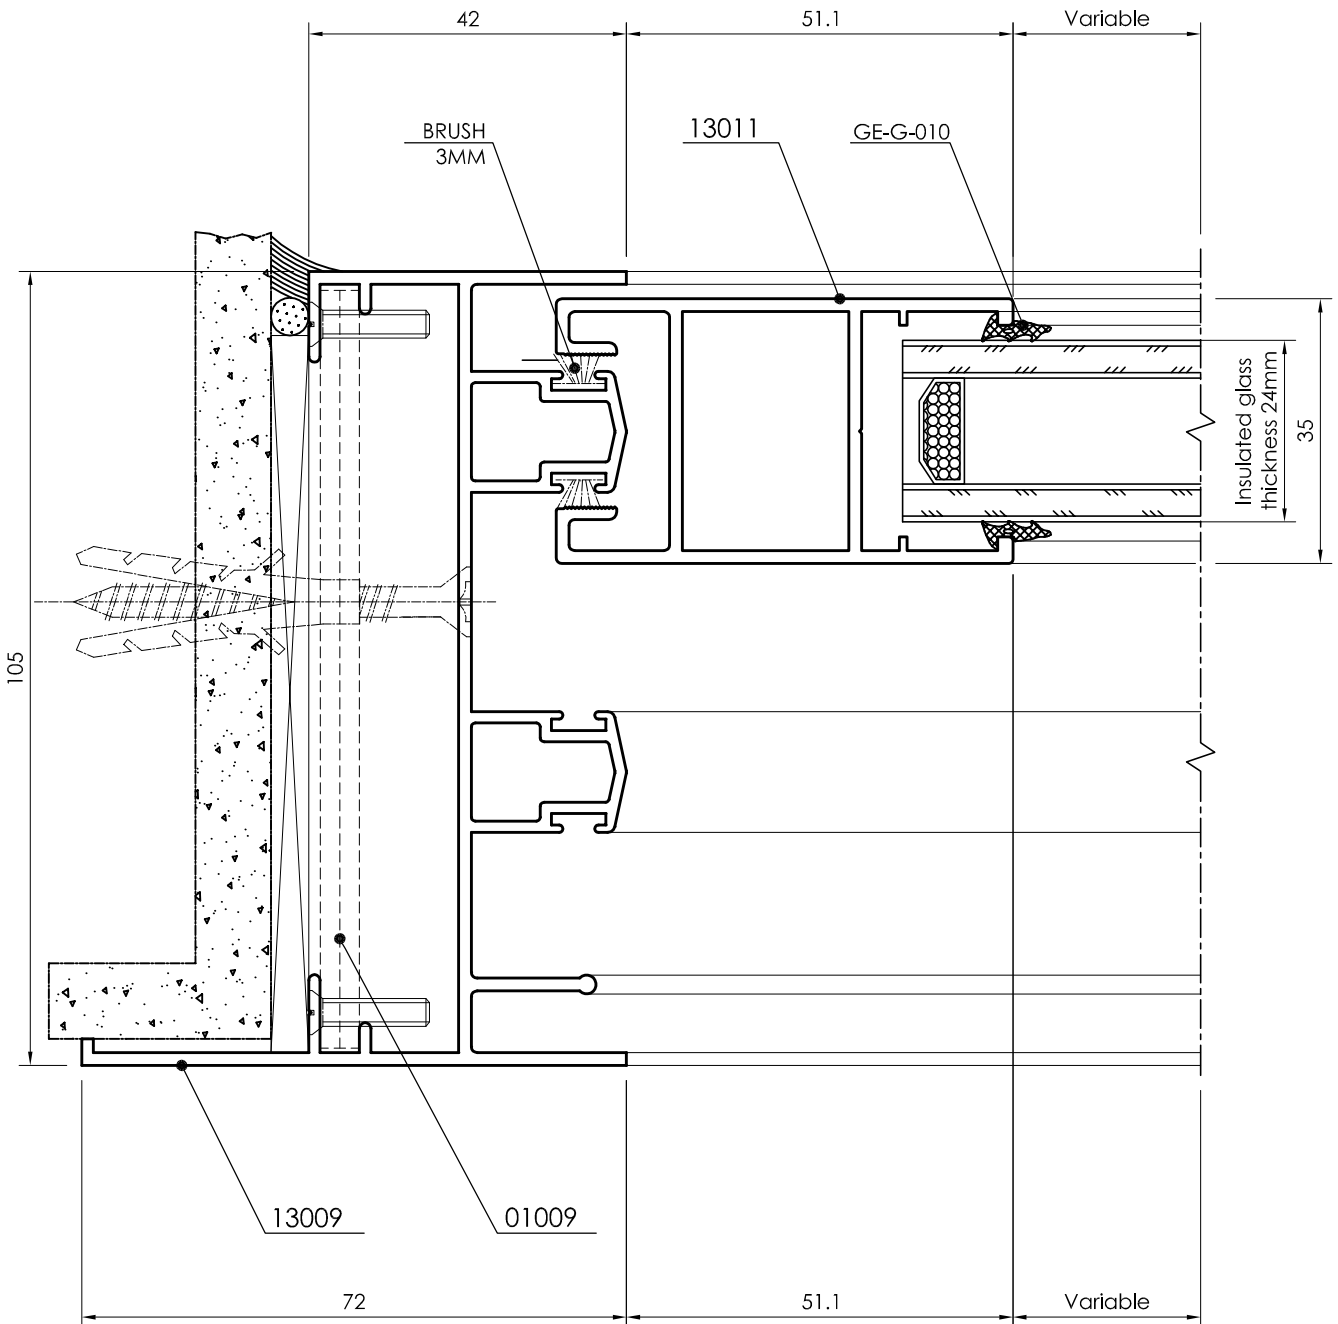 42
51.1
Variable
BRUSH
3MM
13011
GE-G-010
Insulated glass
thickness 24mm
35
105
13009
01009
72
51.1
Variable